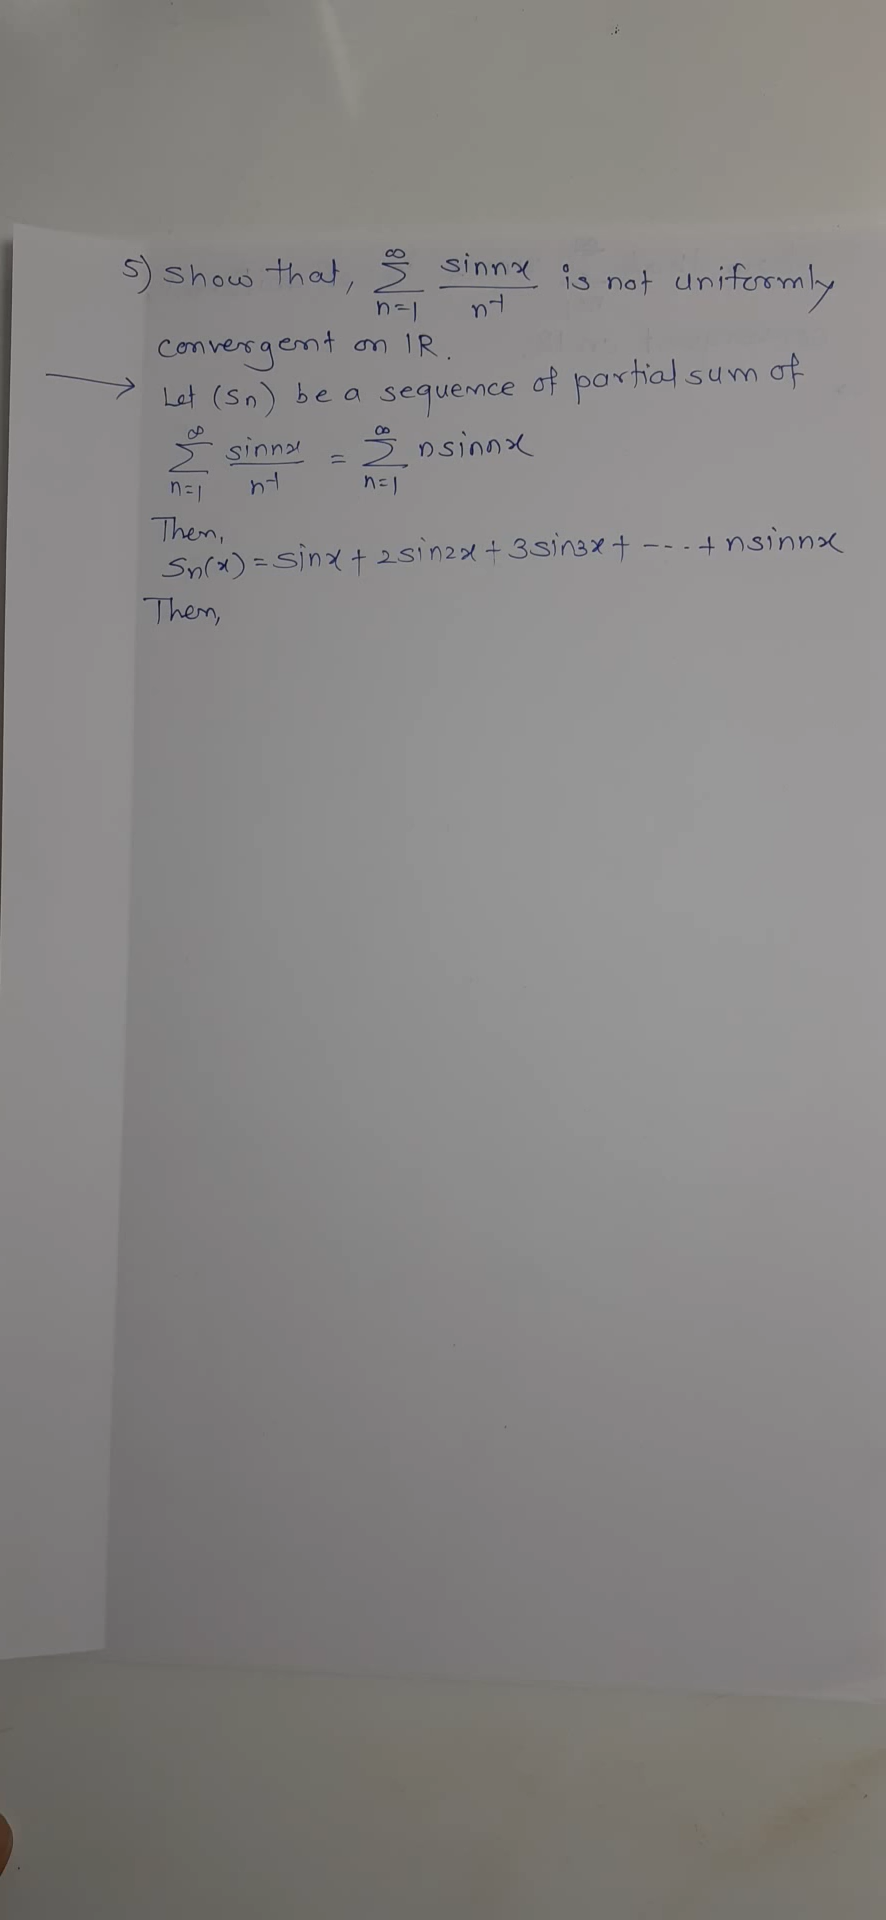 5) Show that, ∞∑n=1 sinnx/n⁻¹ is not uniformly
convergent on IR.
→ Let (Sn) be a sequence of partial sum of
∞∑n=1 sinnx/n⁻¹ = ∞∑n=1 nsinnx
Then,
Sn(x) = sinx + 2sin2x + 3sin3x + --.. + nsinnx
Then,